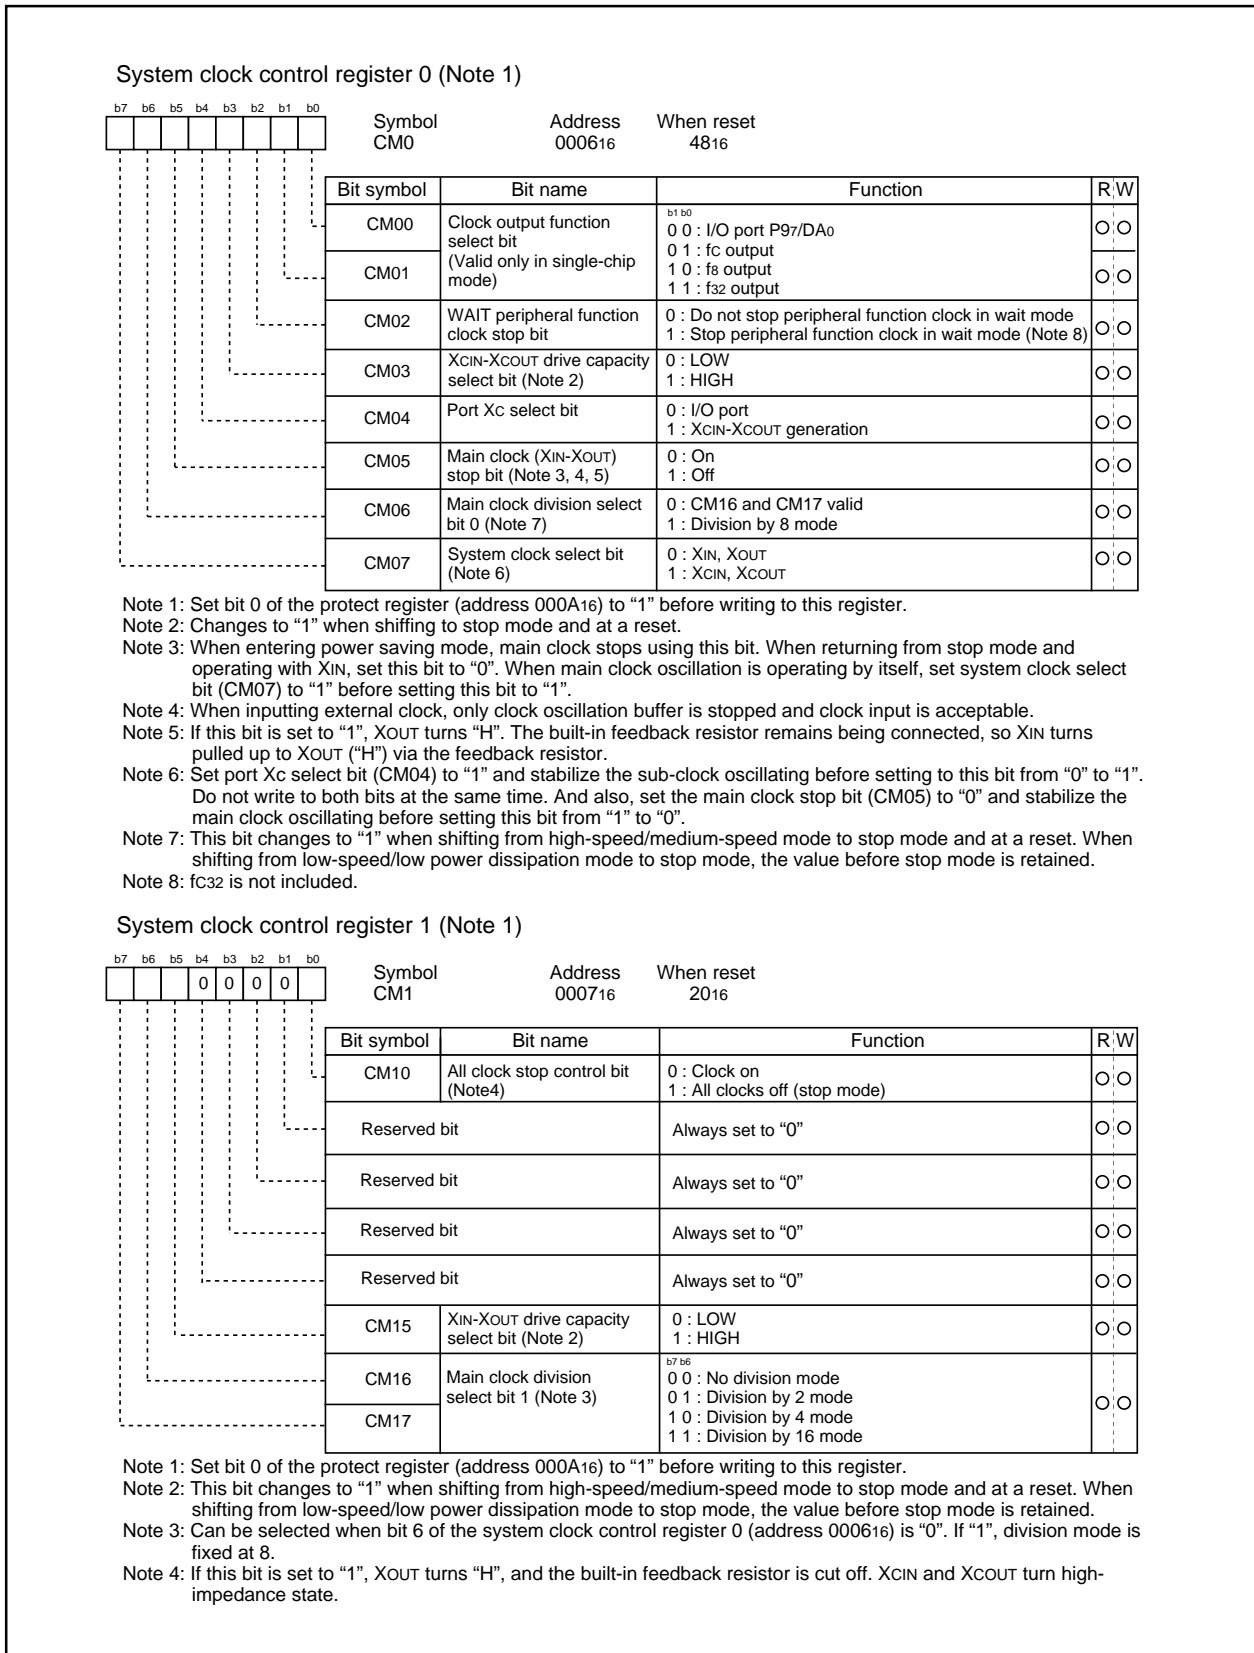 System clock control register 0 (Note 1)
b7 b6 b5 b4 b3 b2 b1 b0
Symbol Address When reset
CM0 000616 4816
Bit symbol Bit name Function R W
CM00 Clock output function select bit (Valid only in single-chip mode)
b1 b0
0 0 : I/O port P97/DA0
0 1 : fC output
CM01
1 0 : f8 output
1 1 : f32 output
CM02 WAIT peripheral function clock stop bit
0 : Do not stop peripheral function clock in wait mode
1 : Stop peripheral function clock in wait mode (Note 8)
CM03 XCIN-XCOUT drive capacity select bit (Note 2)
0 : LOW
1 : HIGH
CM04 Port XC select bit
0 : I/O port
1 : XCIN-XCOUT generation
CM05 Main clock (XIN-XOUT) stop bit (Note 3, 4, 5)
0 : On
1 : Off
CM06 Main clock division select bit 0 (Note 7)
0 : CM16 and CM17 valid
1 : Division by 8 mode
CM07 System clock select bit (Note 6)
0 : XIN, XOUT
1 : XCIN, XCOUT
Note 1: Set bit 0 of the protect register (address 000A16) to “1” before writing to this register.
Note 2: Changes to “1” when shiffing to stop mode and at a reset.
Note 3: When entering power saving mode, main clock stops using this bit. When returning from stop mode and
operating with XIN, set this bit to “0”. When main clock oscillation is operating by itself, set system clock select
bit (CM07) to “1” before setting this bit to “1”.
Note 4: When inputting external clock, only clock oscillation buffer is stopped and clock input is acceptable.
Note 5: If this bit is set to “1”, XOUT turns “H”. The built-in feedback resistor remains being connected, so XIN turns
pulled up to XOUT (“H”) via the feedback resistor.
Note 6: Set port Xc select bit (CM04) to “1” and stabilize the sub-clock oscillating before setting to this bit from “0” to “1”.
Do not write to both bits at the same time. And also, set the main clock stop bit (CM05) to “0” and stabilize the
main clock oscillating before setting this bit from “1” to “0”.
Note 7: This bit changes to “1” when shifting from high-speed/medium-speed mode to stop mode and at a reset. When
shifting from low-speed/low power dissipation mode to stop mode, the value before stop mode is retained.
Note 8: fC32 is not included.
System clock control register 1 (Note 1)
b7 b6 b5 b4 b3 b2 b1 b0
0 0 0 0
Symbol Address When reset
CM1 000716 2016
Bit symbol Bit name Function R W
CM10 All clock stop control bit (Note4)
0 : Clock on
1 : All clocks off (stop mode)
Reserved bit Always set to “0”
Reserved bit Always set to “0”
Reserved bit Always set to “0”
Reserved bit Always set to “0”
CM15 XIN-XOUT drive capacity select bit (Note 2)
0 : LOW
1 : HIGH
CM16 Main clock division select bit 1 (Note 3)
b7 b6
0 0 : No division mode
0 1 : Division by 2 mode
CM17
1 0 : Division by 4 mode
1 1 : Division by 16 mode
Note 1: Set bit 0 of the protect register (address 000A16) to “1” before writing to this register.
Note 2: This bit changes to “1” when shifting from high-speed/medium-speed mode to stop mode and at a reset. When
shifting from low-speed/low power dissipation mode to stop mode, the value before stop mode is retained.
Note 3: Can be selected when bit 6 of the system clock control register 0 (address 000616) is “0”. If “1”, division mode is
fixed at 8.
Note 4: If this bit is set to “1”, XOUT turns “H”, and the built-in feedback resistor is cut off. XCIN and XCOUT turn high-
impedance state.